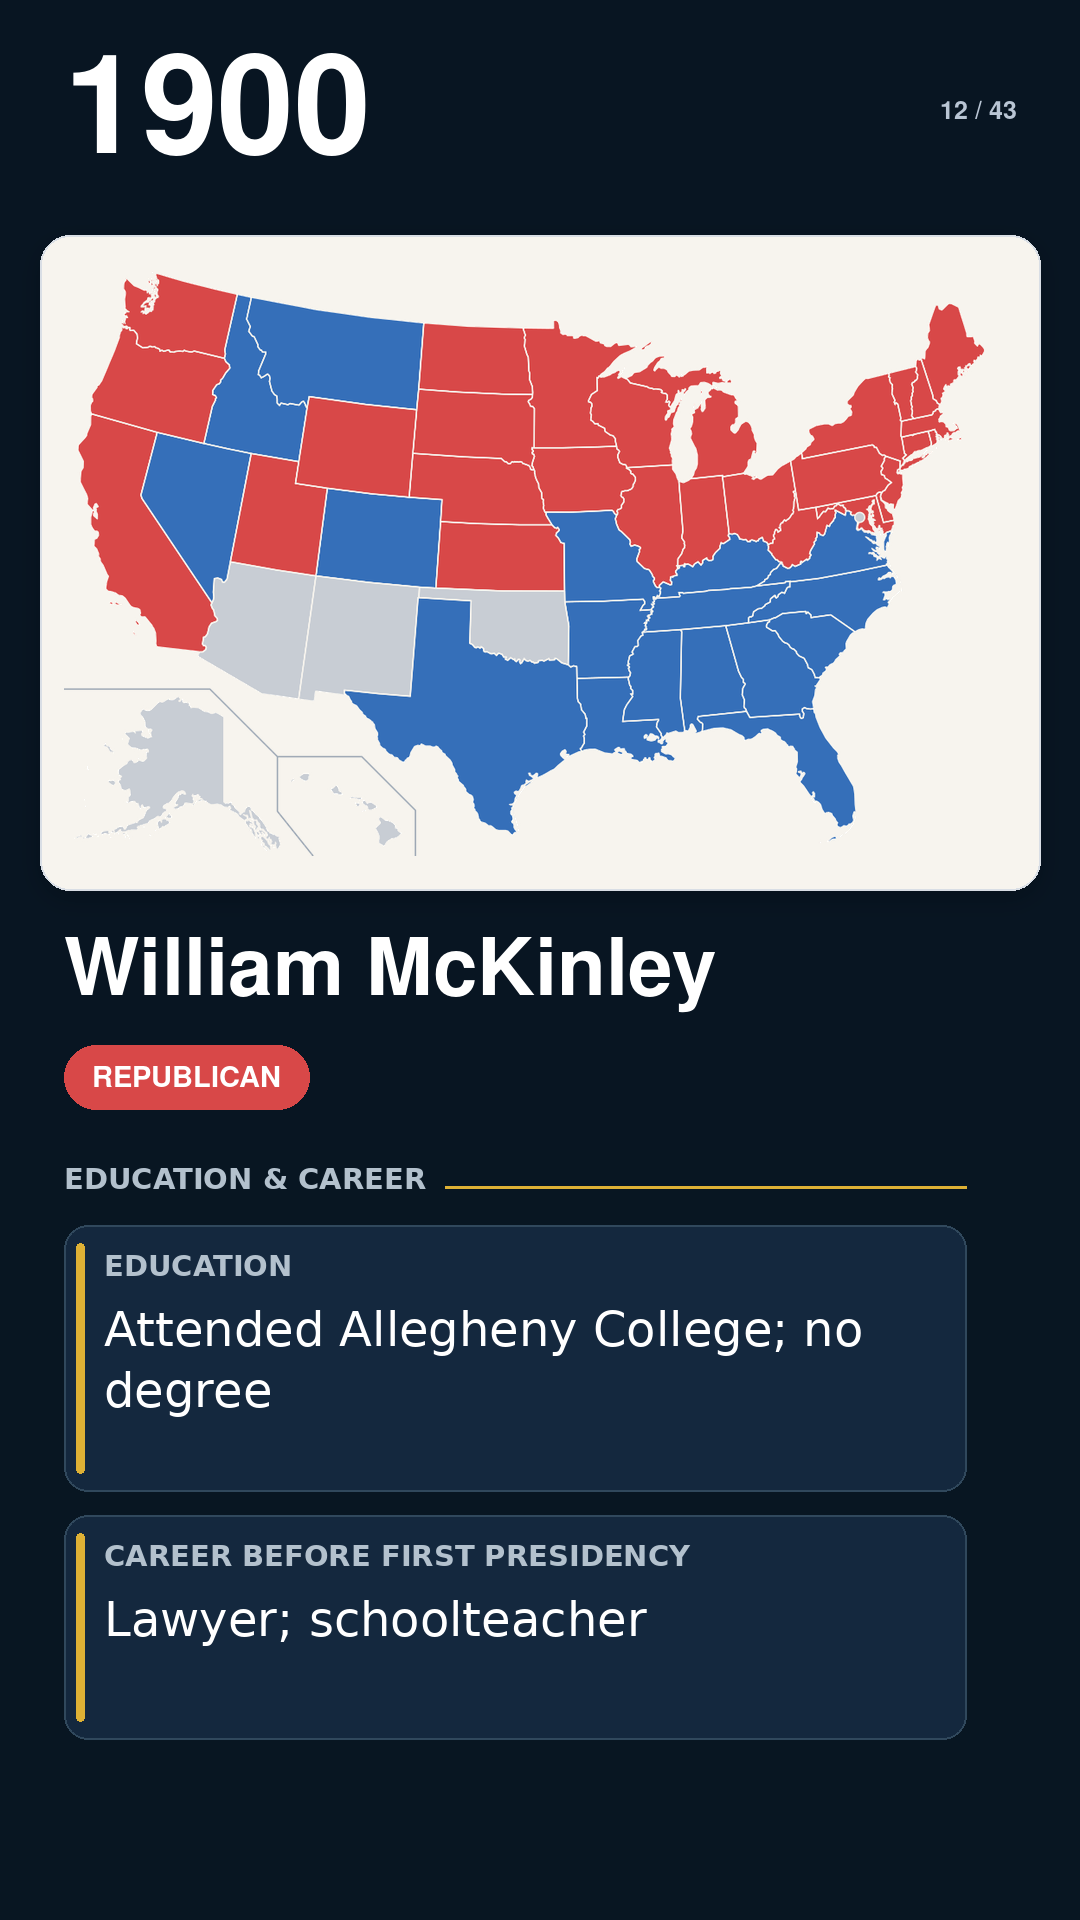 1900
12 / 43
William McKinley
REPUBLICAN
EDUCATION & CAREER
EDUCATION
Attended Allegheny College; no
degree
CAREER BEFORE FIRST PRESIDENCY
Lawyer; schoolteacher